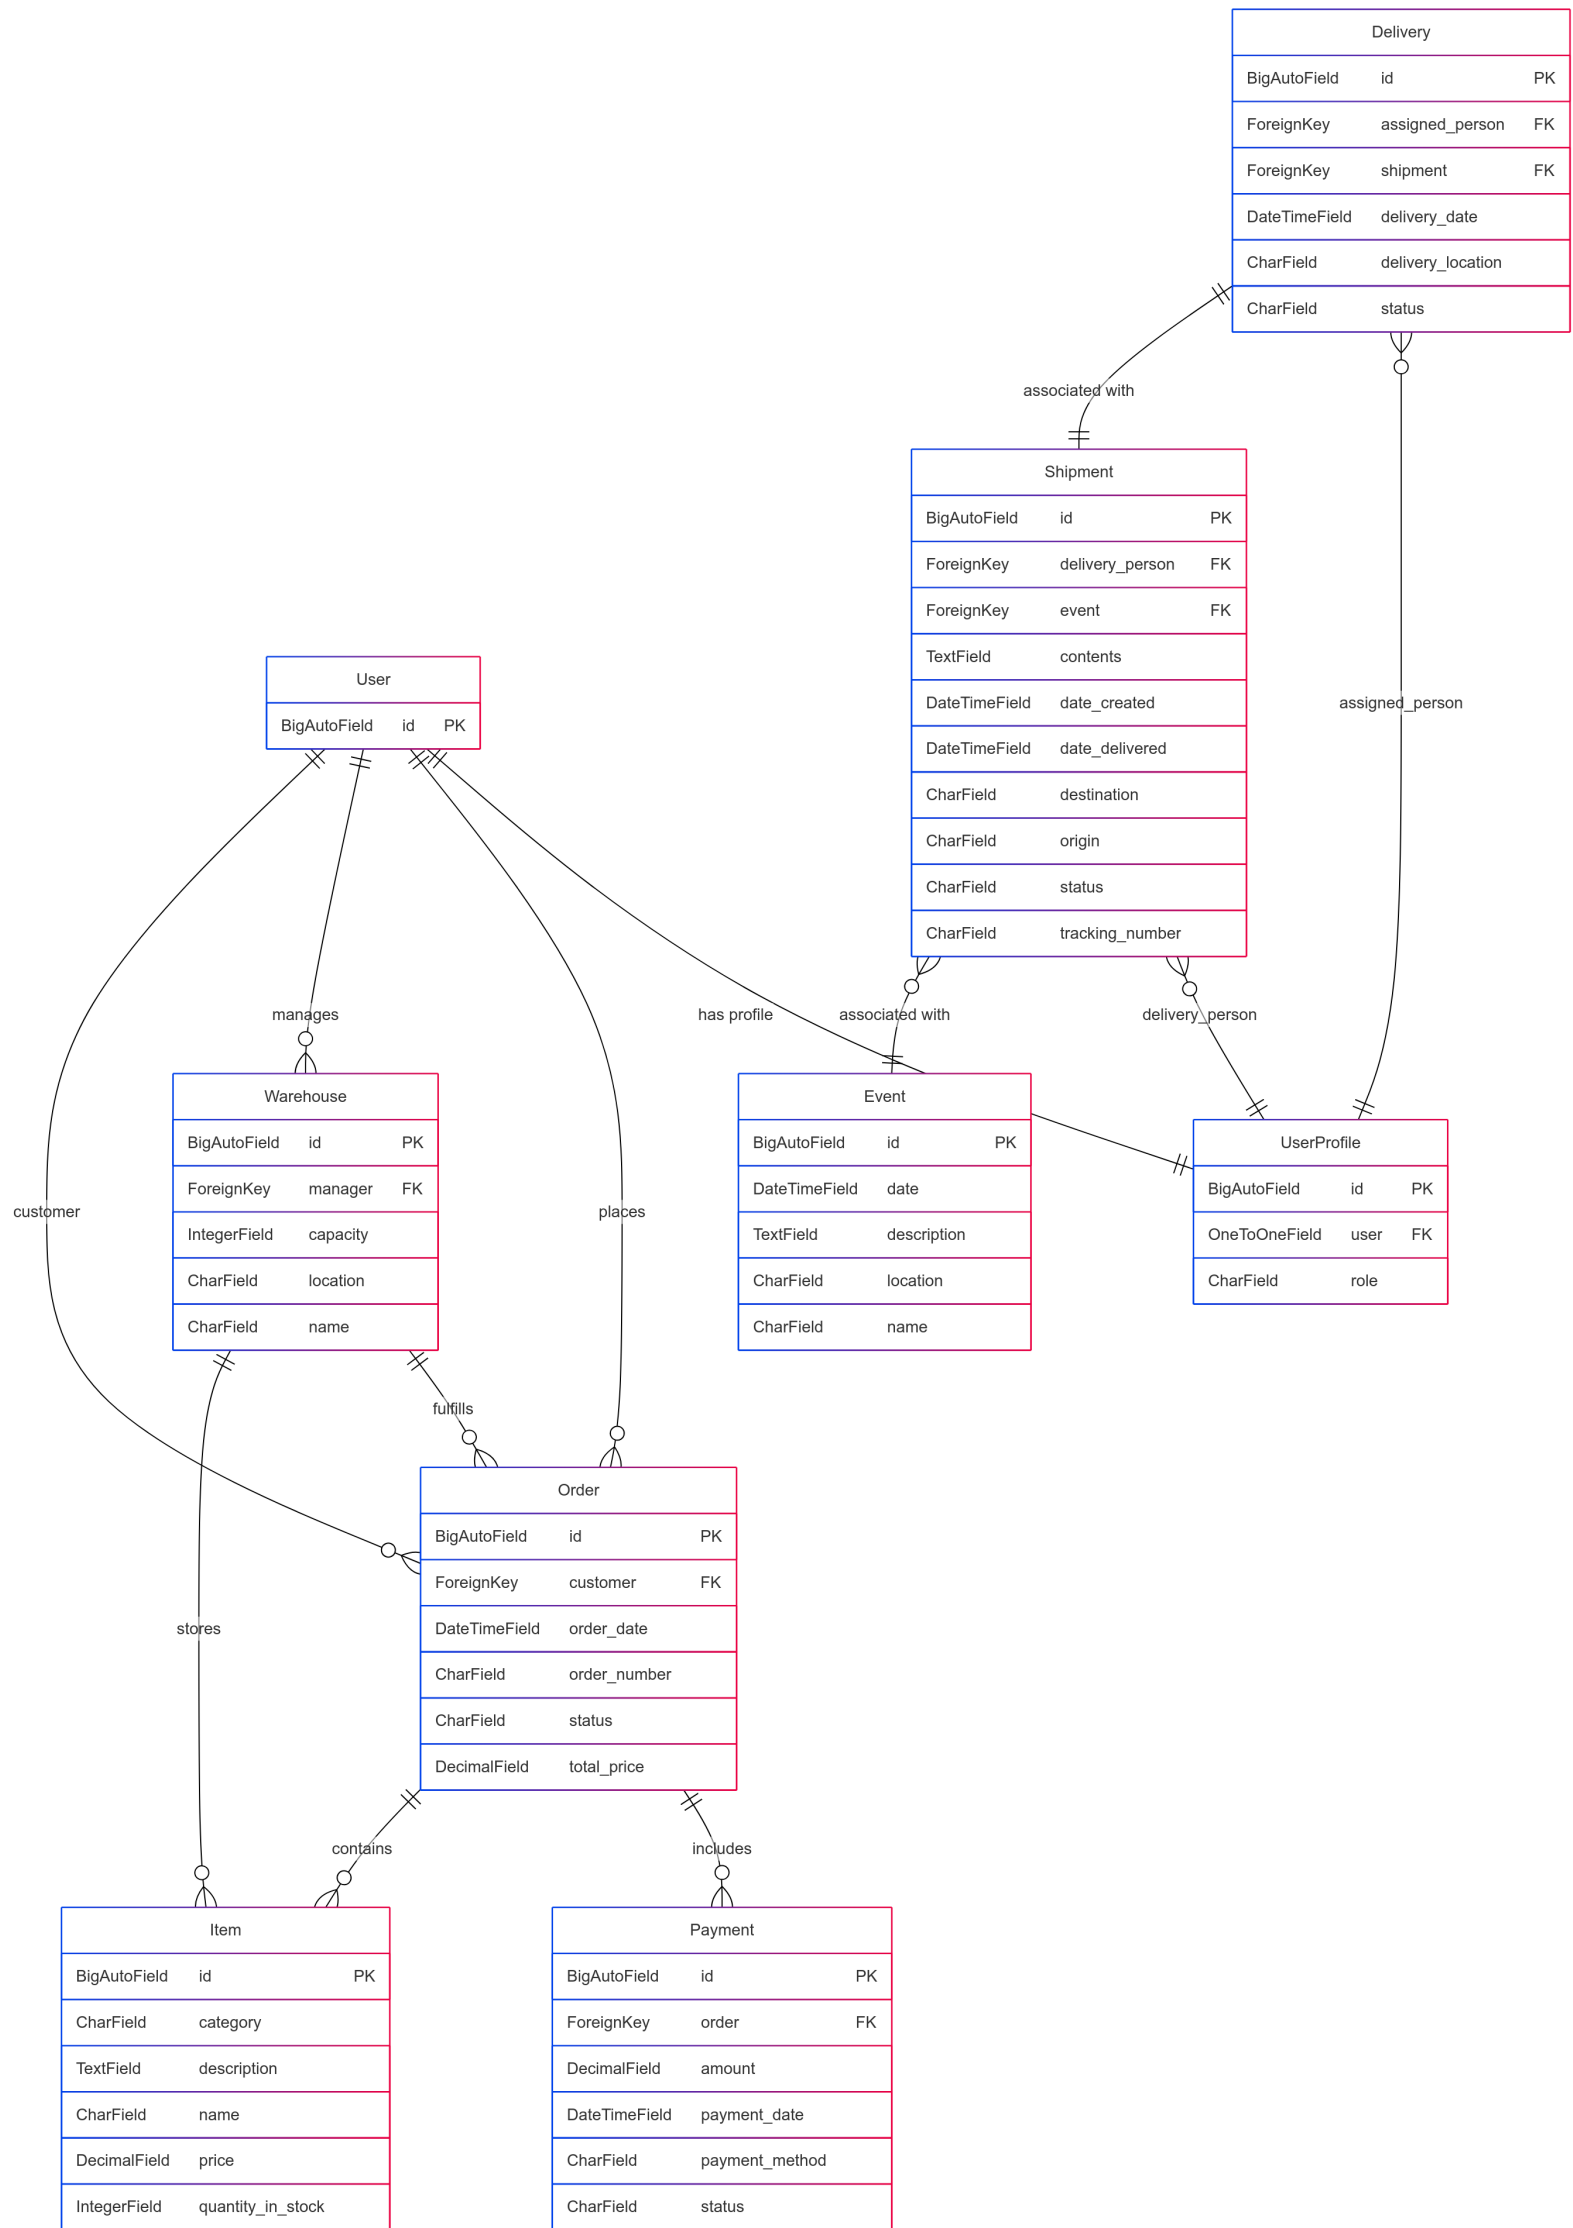 Delivery
BigAutoField id PK
ForeignKey assigned_person FK
ForeignKey shipment FK
DateTimeField delivery_date
CharField delivery_location
CharField status
associated with
Shipment
BigAutoField id PK
ForeignKey delivery_person FK
ForeignKey event FK
TextField contents
DateTimeField date_created
DateTimeField date_delivered
CharField destination
CharField origin
CharField status
CharField tracking_number
assigned_person
User
BigAutoField id PK
manages
has profile
associated with
delivery_person
Warehouse
BigAutoField id PK
ForeignKey manager FK
IntegerField capacity
CharField location
CharField name
Event
BigAutoField id PK
DateTimeField date
TextField description
CharField location
CharField name
UserProfile
BigAutoField id PK
OneToOneField user FK
CharField role
customer
places
fulfills
Order
BigAutoField id PK
ForeignKey customer FK
DateTimeField order_date
CharField order_number
CharField status
DecimalField total_price
stores
contains
includes
Item
BigAutoField id PK
CharField category
TextField description
CharField name
DecimalField price
IntegerField quantity_in_stock
Payment
BigAutoField id PK
ForeignKey order FK
DecimalField amount
DateTimeField payment_date
CharField payment_method
CharField status